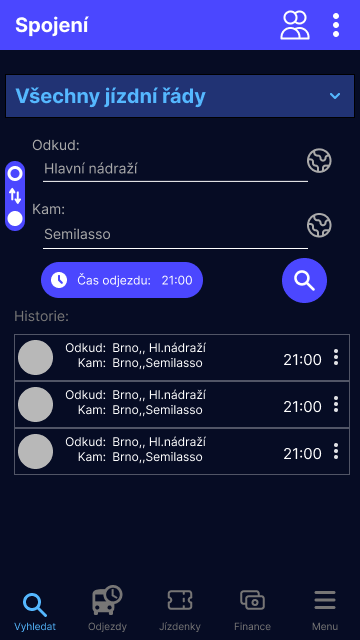 Spojení
Všechny jízdní řády
Odkud:
Hlavní nádraží
Kam:
Semilasso
Čas odjezdu: 21:00
Historie:
Odkud: Brno,, Hl.nádraží
Kam: Brno,,Semilasso
21:00
Odkud: Brno,, Hl.nádraží
Kam: Brno,,Semilasso
21:00
Odkud: Brno,, Hl.nádraží
Kam: Brno,,Semilasso
21:00
Vyhledat Odjezdy Jízdenky Finance Menu